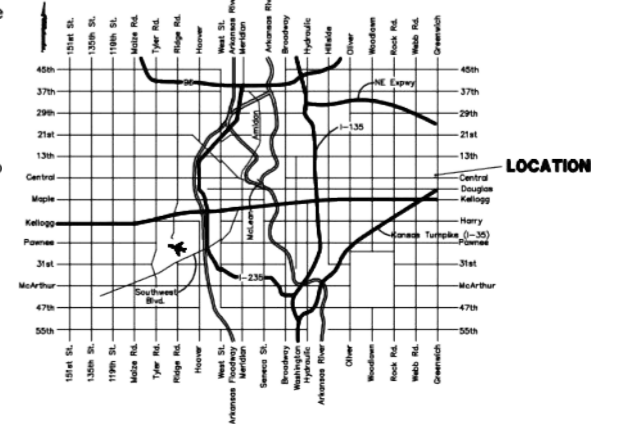 151st St.
135th St.
119th St.
Maize Rd.
Tyler Rd.
Ridge Rd.
Hoover
West St.
Arkansas River
Meridian
Arkansas River
Broadway
Hydraulic
Hillside
Oliver
Woodlawn
Rock Rd.
Webb Rd.
Greenwich
45th
37th
29th
21st
13th
Central
Maple
Kellogg
Pawnee
31st
McArthur
47th
55th
96
NE Expwy
Amidon
I-135
McLean
Southwest
Blvd.
I-235
Kansas Turnpike (I-35)
45th
37th
29th
21st
13th
Central
Douglas
Kellogg
Harry
Pawnee
31st
McArthur
47th
55th
LOCATION
151st St.
135th St.
119th St.
Maize Rd.
Tyler Rd.
Ridge Rd.
Hoover
West St.
Arkansas Floodway
Meridian
Seneca St.
Broadway
Washington
Hydraulic
Arkansas River
Oliver
Woodlawn
Rock Rd.
Webb Rd.
Greenwich